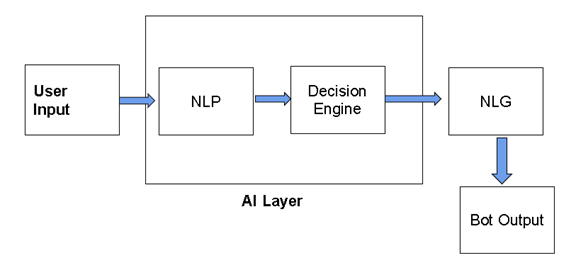 User
Input
NLP
Decision
Engine
NLG
AI Layer
Bot Output